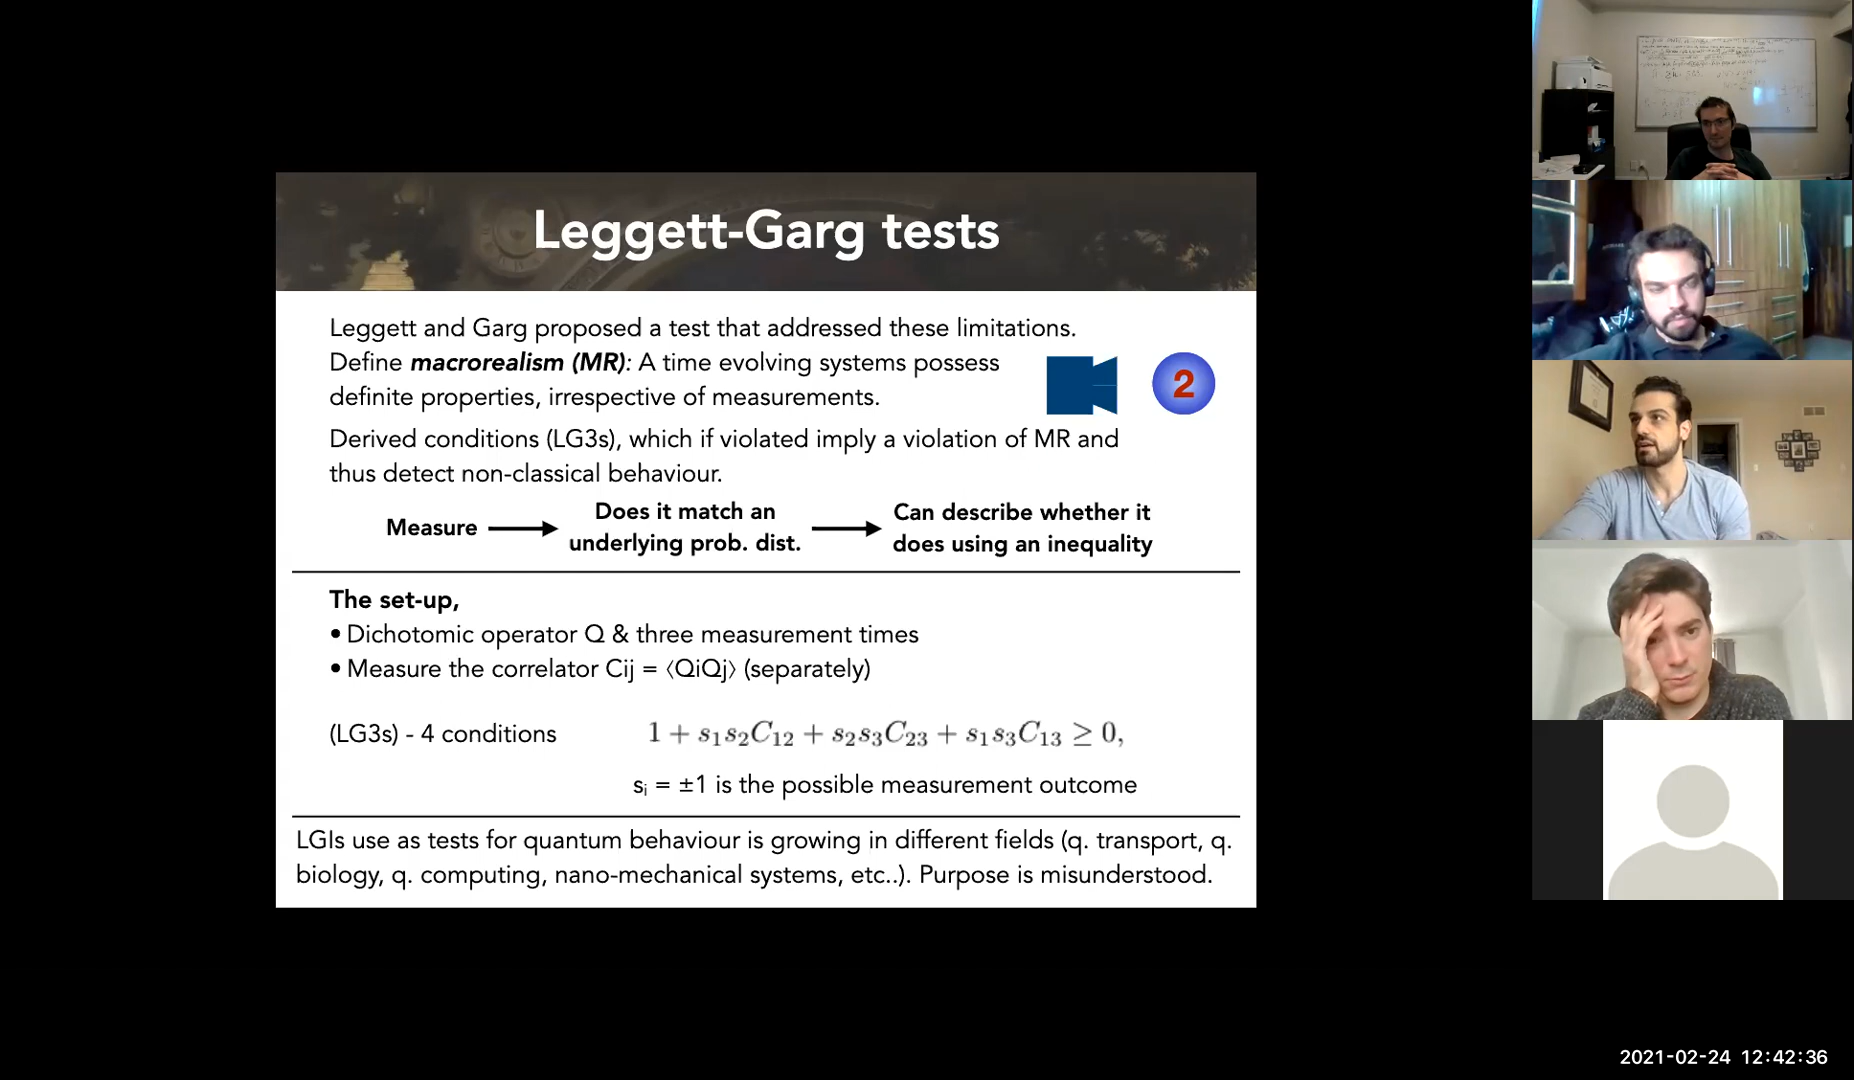 Leggett-Garg tests
Leggett and Garg proposed a test that addressed these limitations.
Define macrorealism (MR): A time evolving systems possess
definite properties, irrespective of measurements.
2
Derived conditions (LG3s), which if violated imply a violation of MR and
thus detect non-classical behaviour.
Measure
Does it match an
underlying prob. dist.
Can describe whether it
does using an inequality
The set-up,
• Dichotomic operator Q & three measurement times
• Measure the correlator Cij = ⟨QiQj⟩ (separately)
(LG3s) - 4 conditions
1 + s₁s₂C₁₂ + s₂s₃C₂₃ + s₁s₃C₁₃ ≥ 0,
sᵢ = ±1 is the possible measurement outcome
LGIs use as tests for quantum behaviour is growing in different fields (q. transport, q.
biology, q. computing, nano-mechanical systems, etc..). Purpose is misunderstood.
2021-02-24 12:42:36